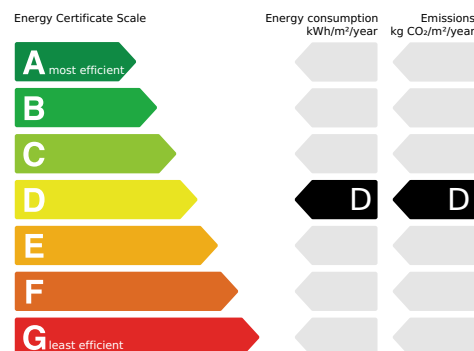 Energy Certificate Scale
Energy consumption
kWh/m²/year
Emissions
kg CO₂/m²/year
A most efficient
B
C
D
D
D
E
F
G least efficient